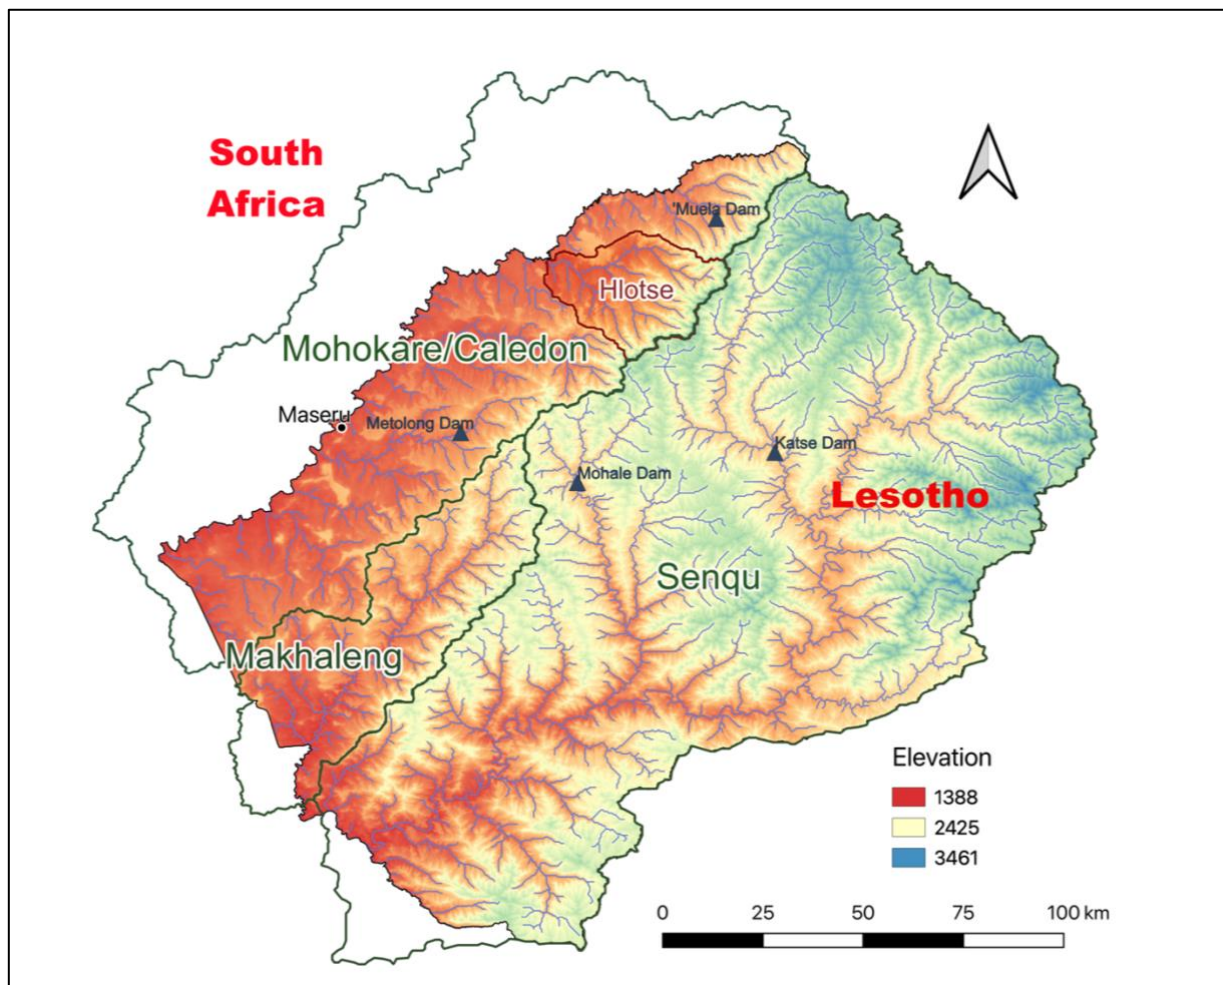 South
Africa
'Muela Dam
Hlotse
Mohokare/Caledon
Maseru
Metolong Dam
Katse Dam
Mohale Dam
Lesotho
Senqu
Makhaleng
Elevation
1388
2425
3461
0 25 50 75 100 km